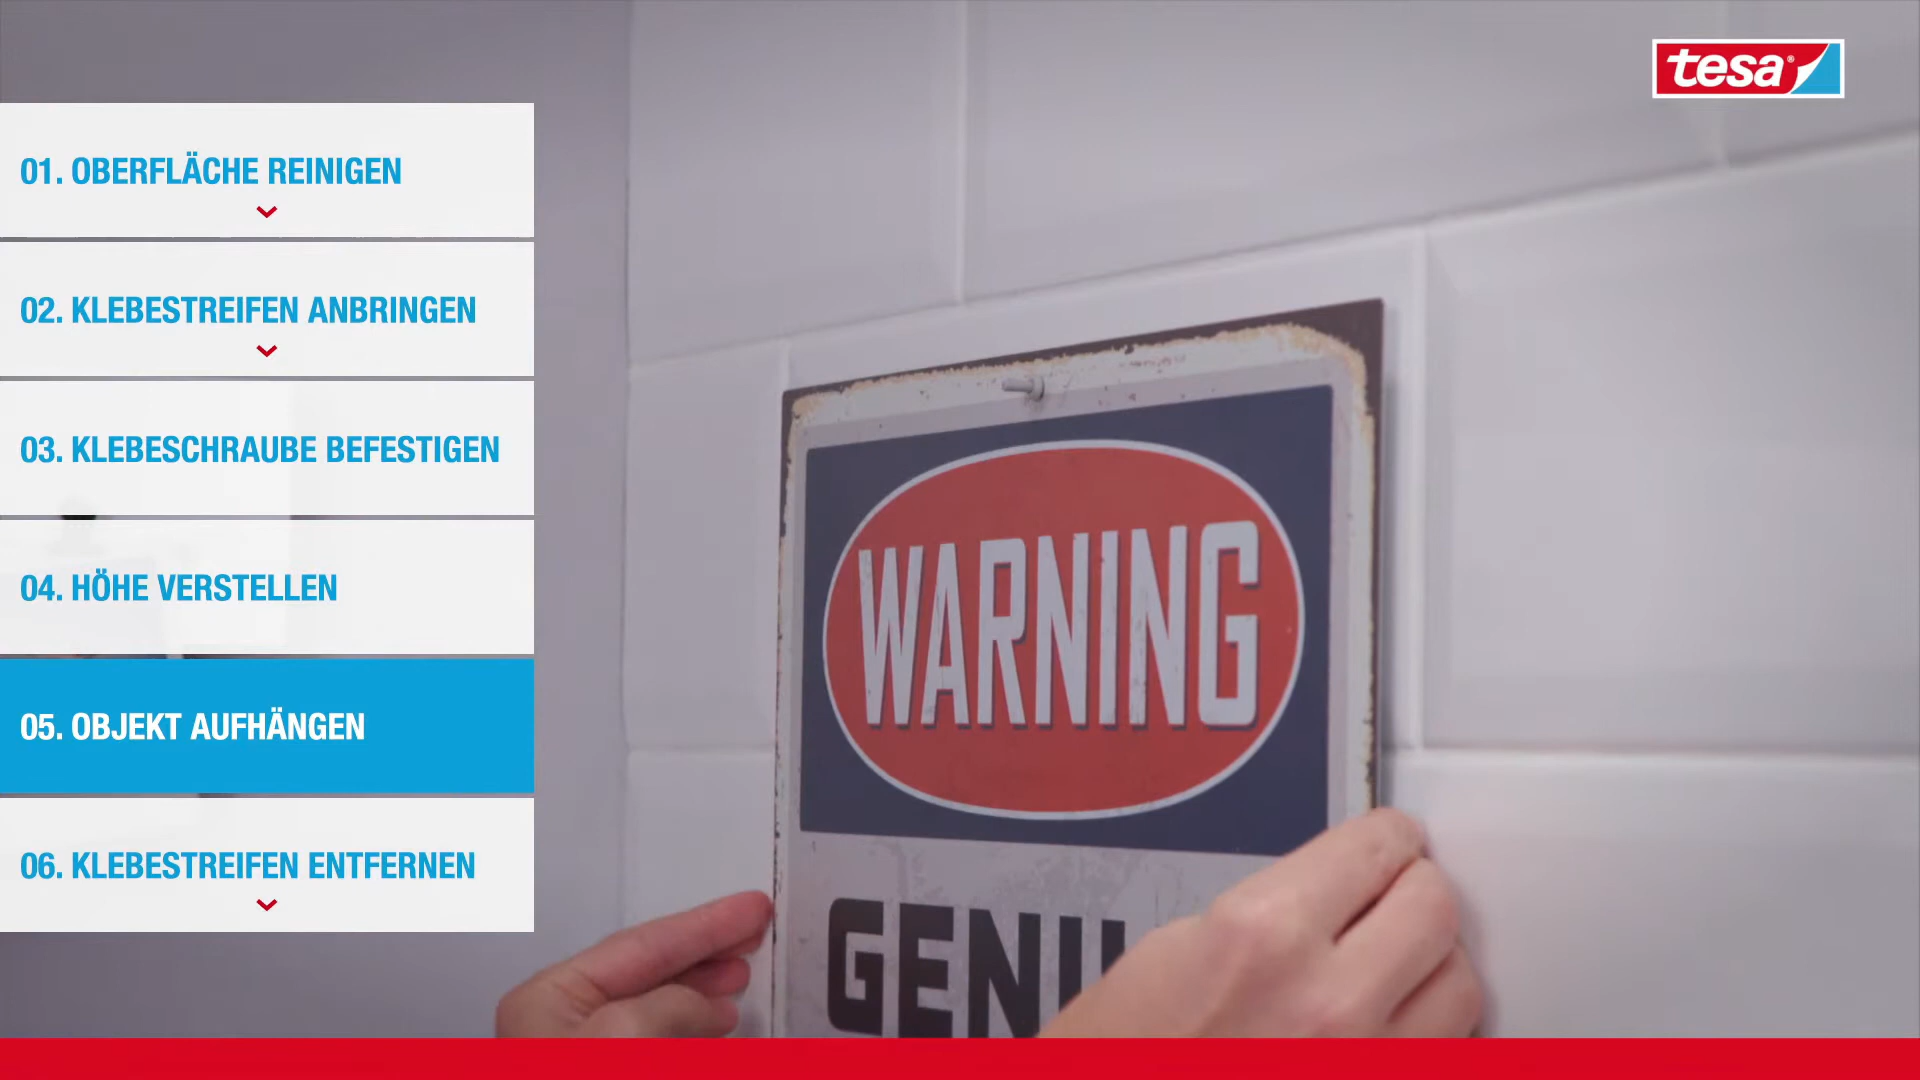 tesa®
01. OBERFLÄCHE REINIGEN
02. KLEBESTREIFEN ANBRINGEN
03. KLEBESCHRAUBE BEFESTIGEN
04. HÖHE VERSTELLEN
05. OBJEKT AUFHÄNGEN
06. KLEBESTREIFEN ENTFERNEN
WARNING